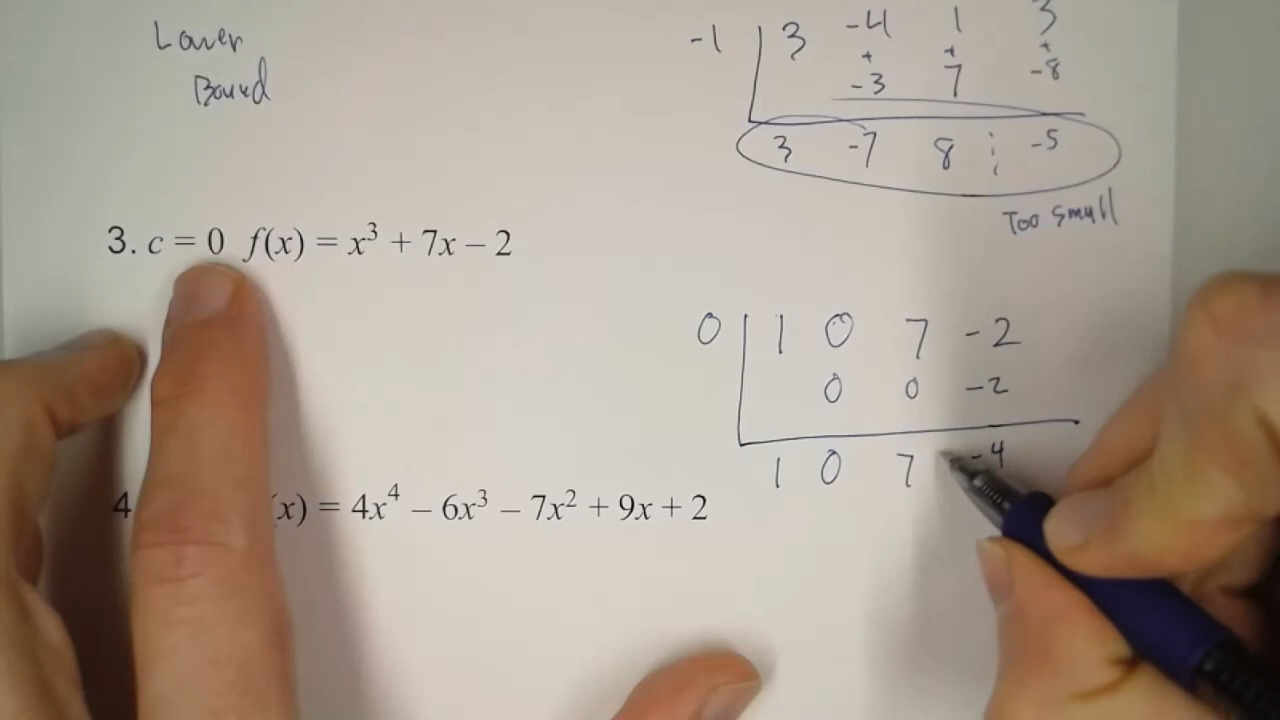 Lower
Bound
-1 3 -4 1 3
+ + +
-3 7 -8
3 -7 8 -5
Too small
3. c = 0 f(x) = x³ + 7x – 2
0 1 0 7 -2
0 0 -2
1 0 7 -4
4 (x) = 4x⁴ – 6x³ – 7x² + 9x + 2